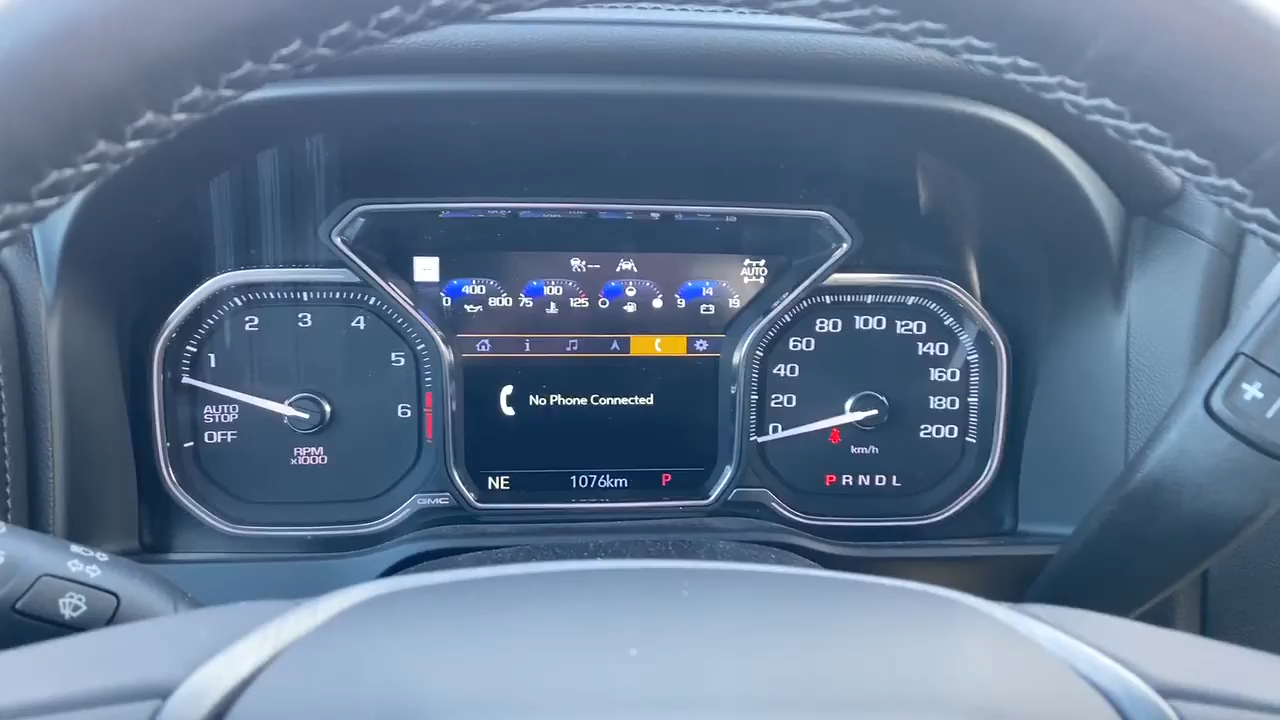 --
AUTO
400
0 800
100
75 125
14
9 19
i
No Phone Connected
NE 1076km P
1 2 3 4 5 6
AUTO
STOP
OFF
RPM
x1000
GMC
0 20 40 60 80 100 120 140 160 180 200
km/h
PRNDL